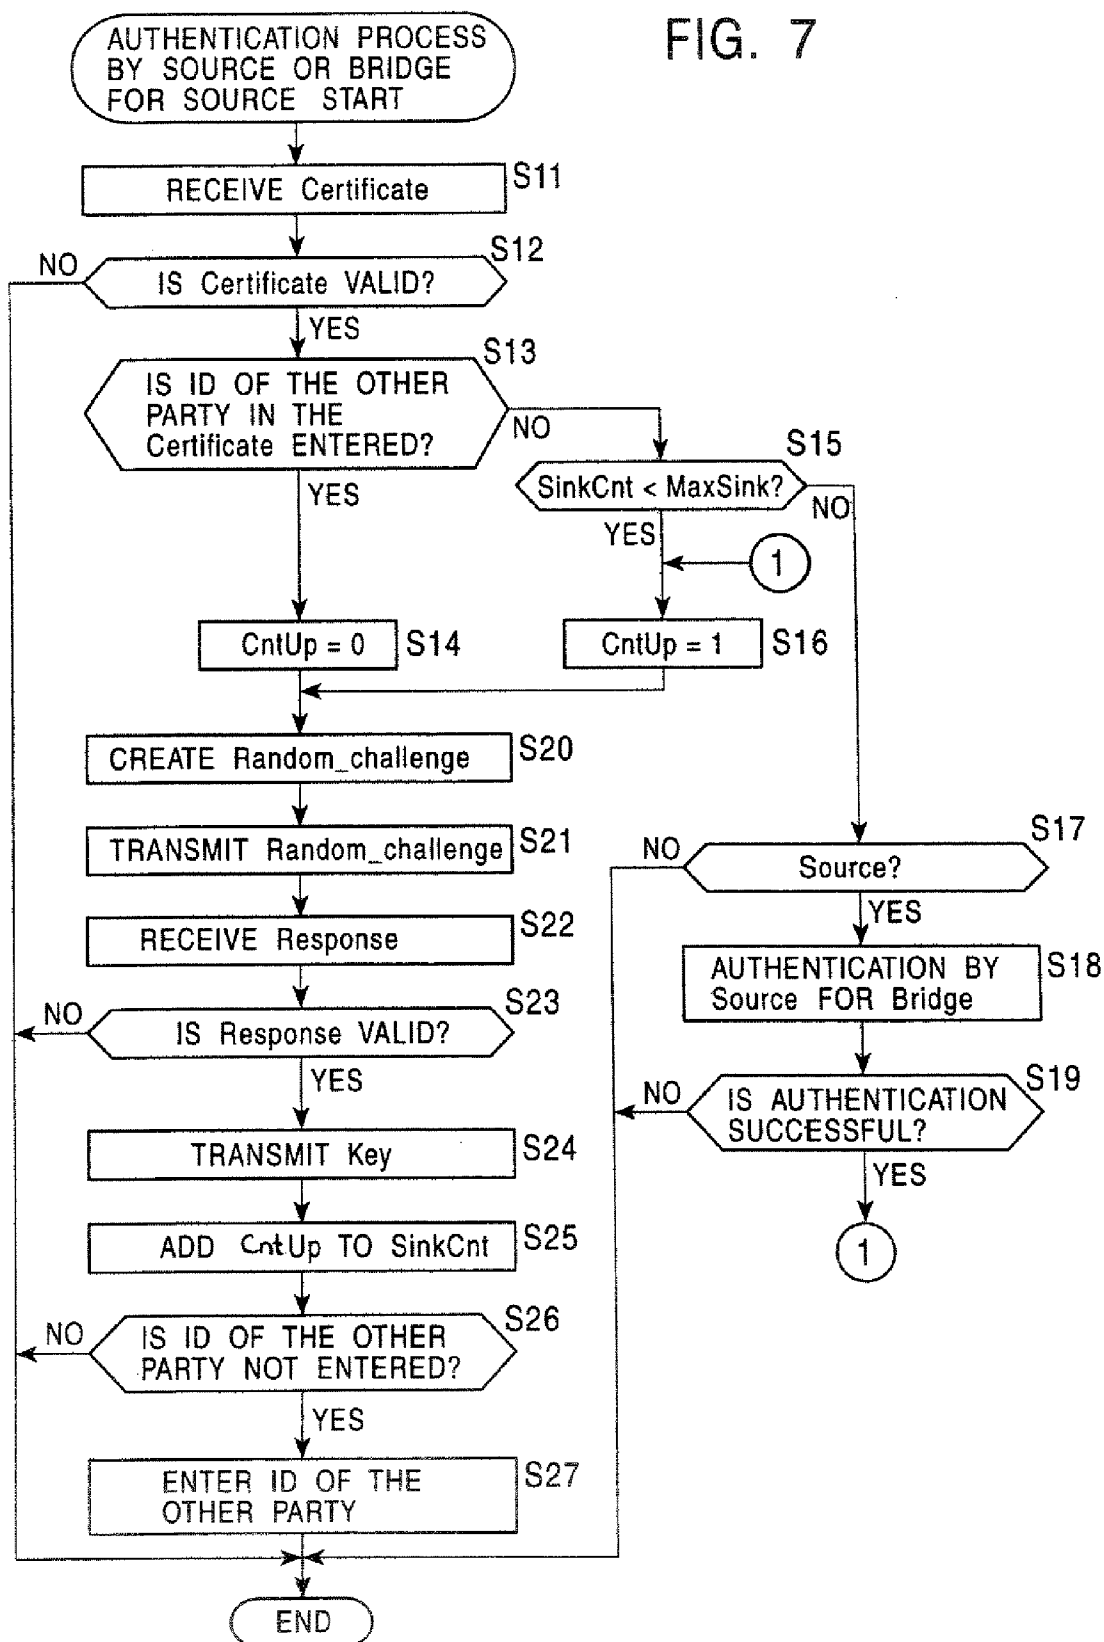 FIG. 7
AUTHENTICATION PROCESS
BY SOURCE OR BRIDGE
FOR SOURCE START
RECEIVE Certificate
S11
S12
NO
IS Certificate VALID?
YES
S13
IS ID OF THE OTHER
PARTY IN THE
Certificate ENTERED?
NO
YES
S15
SinkCnt < MaxSink?
NO
YES
1
CntUp = 0
S14
CntUp = 1
S16
CREATE Random_challenge
S20
TRANSMIT Random_challenge
S21
RECEIVE Response
S22
S23
NO
IS Response VALID?
YES
TRANSMIT Key
S24
ADD CntUp TO SinkCnt
S25
S26
NO
IS ID OF THE OTHER
PARTY NOT ENTERED?
YES
ENTER ID OF THE
OTHER PARTY
S27
END
S17
NO
Source?
YES
AUTHENTICATION BY
Source FOR Bridge
S18
S19
NO
IS AUTHENTICATION
SUCCESSFUL?
YES
1